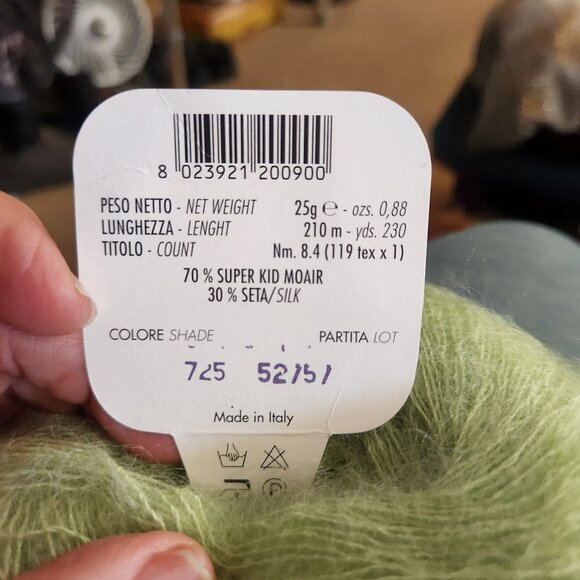 8 023921 200900
PESO NETTO - NET WEIGHT 25g ℮ - ozs. 0,88
LUNGHEZZA - LENGHT 210 m - yds. 230
TITOLO - COUNT Nm. 8.4 (119 tex x 1)
70 % SUPER KID MOAIR
30 % SETA/SILK
COLORE SHADE PARTITA LOT
725 52151
Made in Italy